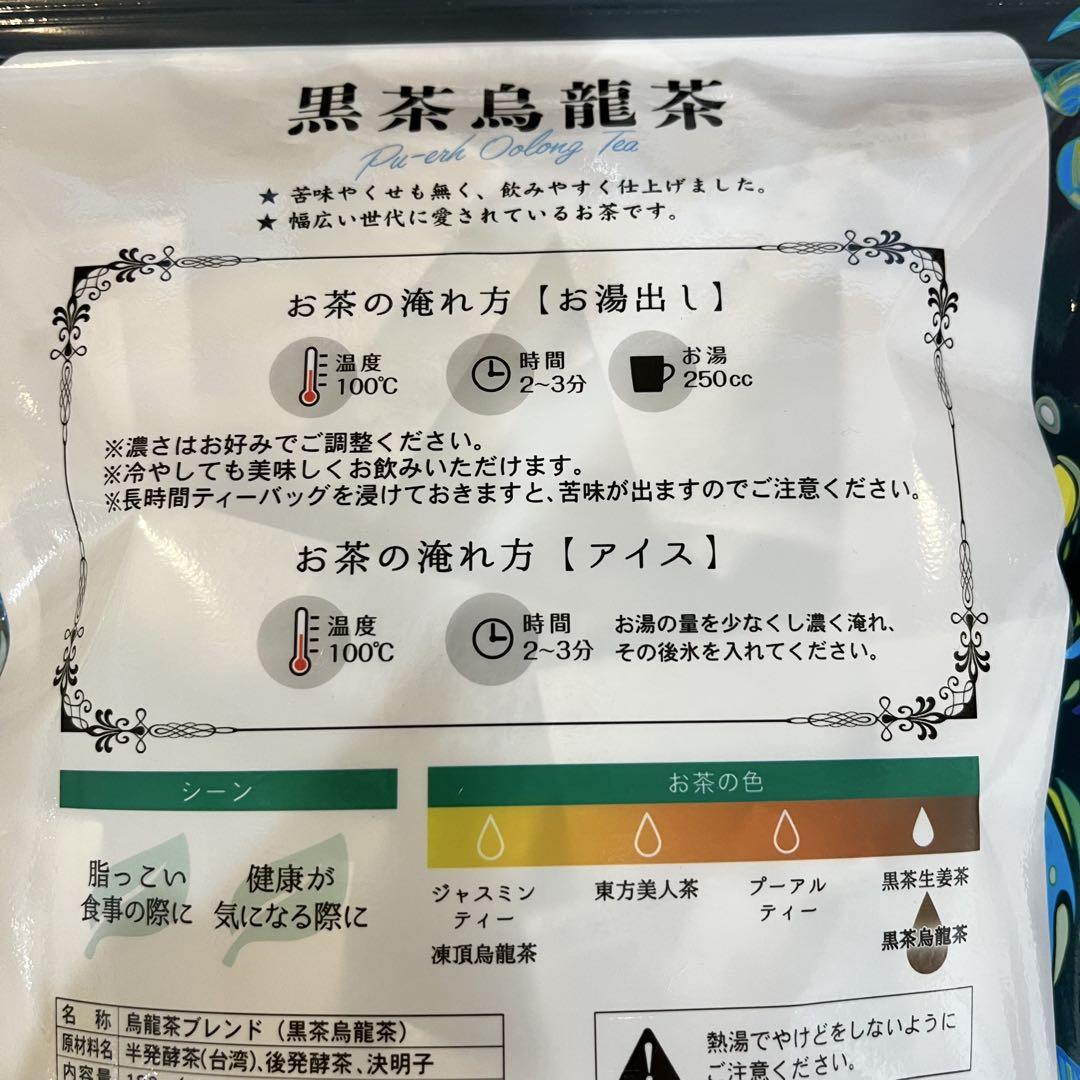 黒茶烏龍茶
Pu-erh Oolong Tea
★ 苦味やくせも無く、飲みやすく仕上げました。
★ 幅広い世代に愛されているお茶です。
お茶の淹れ方【お湯出し】
温度
100℃
時間
2~3分
お湯
250cc
※濃さはお好みでご調整ください。
※冷やしても美味しくお飲みいただけます。
※長時間ティーバッグを浸けておきますと、苦味が出ますのでご注意ください。
お茶の淹れ方【アイス】
温度
100℃
時間
2~3分
お湯の量を少なくし濃く淹れ、
その後氷を入れてください。
シーン
脂っこい
食事の際に
健康が
気になる際に
お茶の色
ジャスミン
ティー
凍頂烏龍茶
東方美人茶
プーアル
ティー
黒茶生姜茶
黒茶烏龍茶
名 称 烏龍茶ブレンド（黒茶烏龍茶）
原材料名 半発酵茶(台湾)、後発酵茶、決明子
内容量
熱湯でやけどをしないように
ご注意ください。